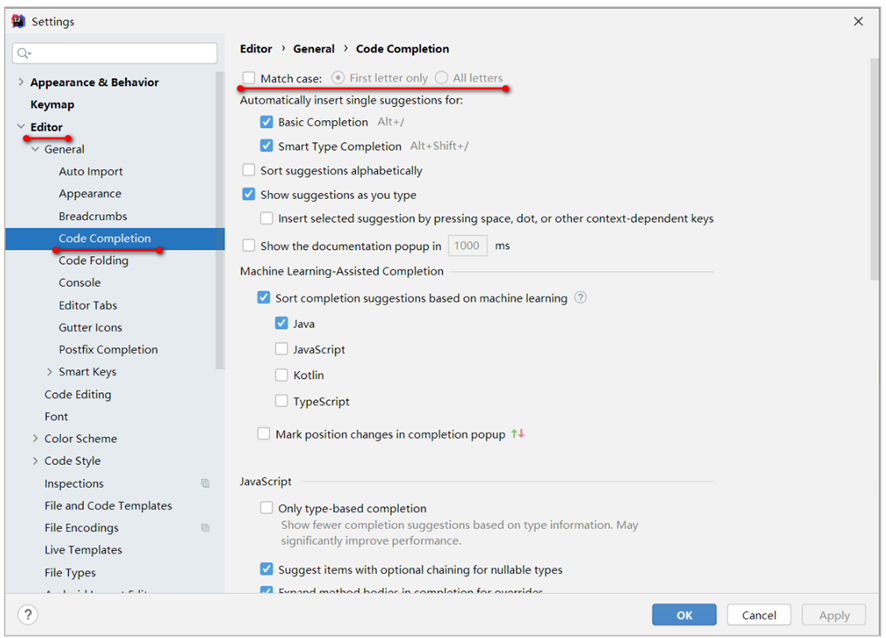 Settings
Appearance & Behavior
Keymap
Editor
General
Auto Import
Appearance
Breadcrumbs
Code Completion
Code Folding
Console
Editor Tabs
Gutter Icons
Postfix Completion
Smart Keys
Code Editing
Font
Color Scheme
Code Style
Inspections
File and Code Templates
File Encodings
Live Templates
File Types
Editor › General › Code Completion
Match case: First letter only All letters
Automatically insert single suggestions for:
Basic Completion Alt+/
Smart Type Completion Alt+Shift+/
Sort suggestions alphabetically
Show suggestions as you type
Insert selected suggestion by pressing space, dot, or other context-dependent keys
Show the documentation popup in 1000 ms
Machine Learning-Assisted Completion
Sort completion suggestions based on machine learning ?
Java
JavaScript
Kotlin
TypeScript
Mark position changes in completion popup
JavaScript
Only type-based completion
Show fewer completion suggestions based on type information. May
significantly improve performance.
Suggest items with optional chaining for nullable types
Expand method bodies in completion for overrides
? OK Cancel Apply